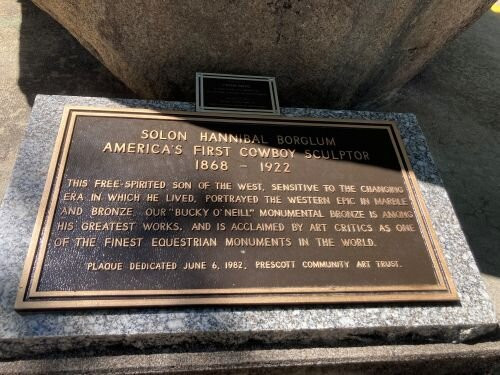 SOLON HANNIBAL BORGLUM
AMERICA'S FIRST COWBOY SCULPTOR
1868 - 1922
THIS FREE-SPIRITED SON OF THE WEST, SENSITIVE TO THE CHANGING
ERA IN WHICH HE LIVED, PORTRAYED THE WESTERN EPIC IN MARBLE
AND BRONZE. OUR "BUCKY O'NEILL" MONUMENTAL BRONZE IS AMONG
HIS GREATEST WORKS, AND IS ACCLAIMED BY ART CRITICS AS ONE
OF THE FINEST EQUESTRIAN MONUMENTS IN THE WORLD.
PLAQUE DEDICATED JUNE 6, 1982, PRESCOTT COMMUNITY ART TRUST.